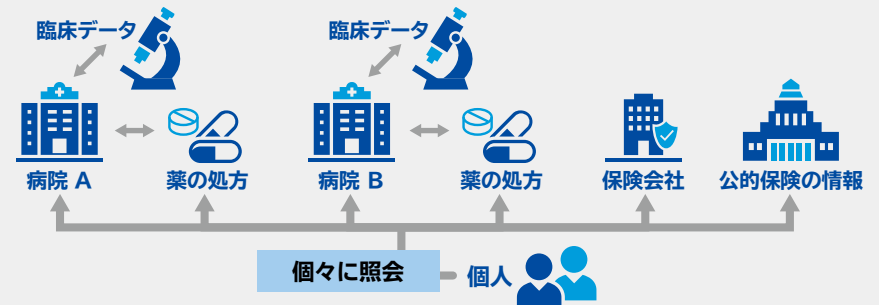 臨床データ
臨床データ
病院 A
薬の処方
病院 B
薬の処方
保険会社
公的保険の情報
個々に照会
個人